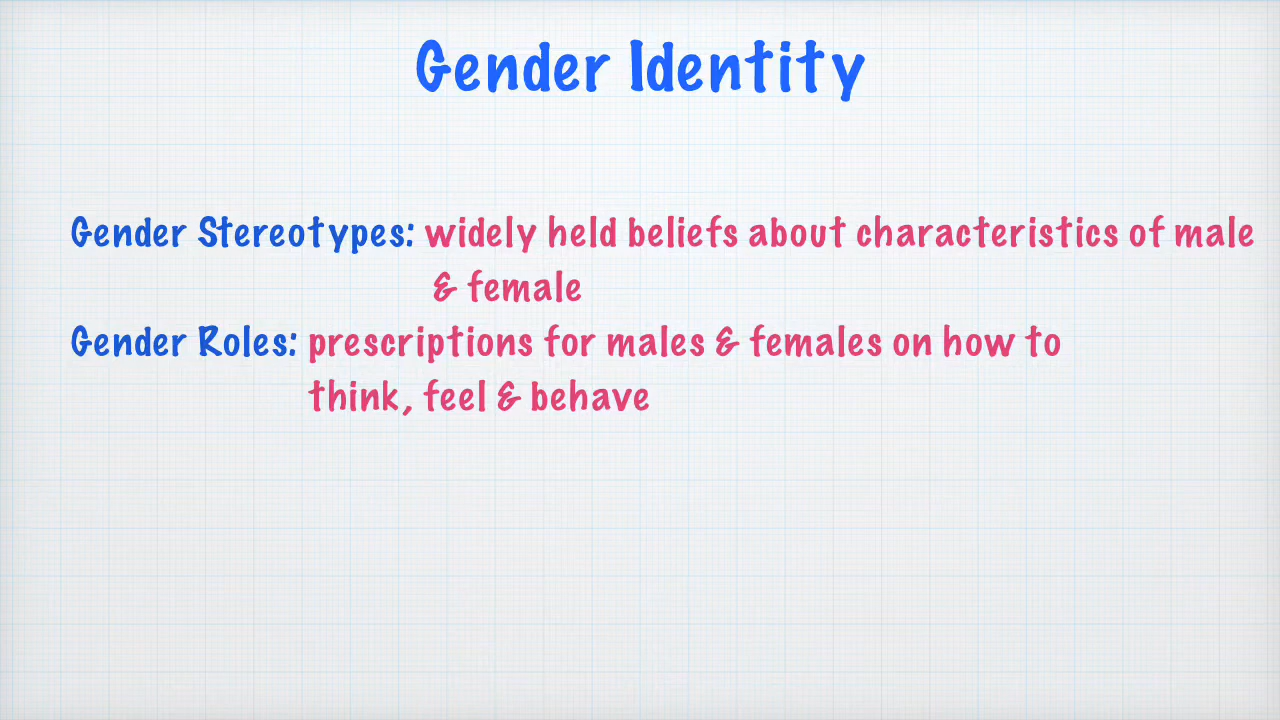 Gender Identity
Gender Stereotypes: widely held beliefs about characteristics of male
& female
Gender Roles: prescriptions for males & females on how to
think, feel & behave